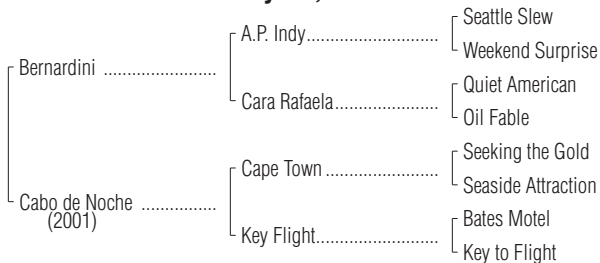 Seattle Slew
A.P. Indy..............................
Weekend Surprise
Bernardini .........................
Quiet American
Cara Rafaela........................
Oil Fable
Seeking the Gold
Cape Town ..........................
Seaside Attraction
Cabo de Noche .................
(2001)
Bates Motel
Key Flight............................
Key to Flight